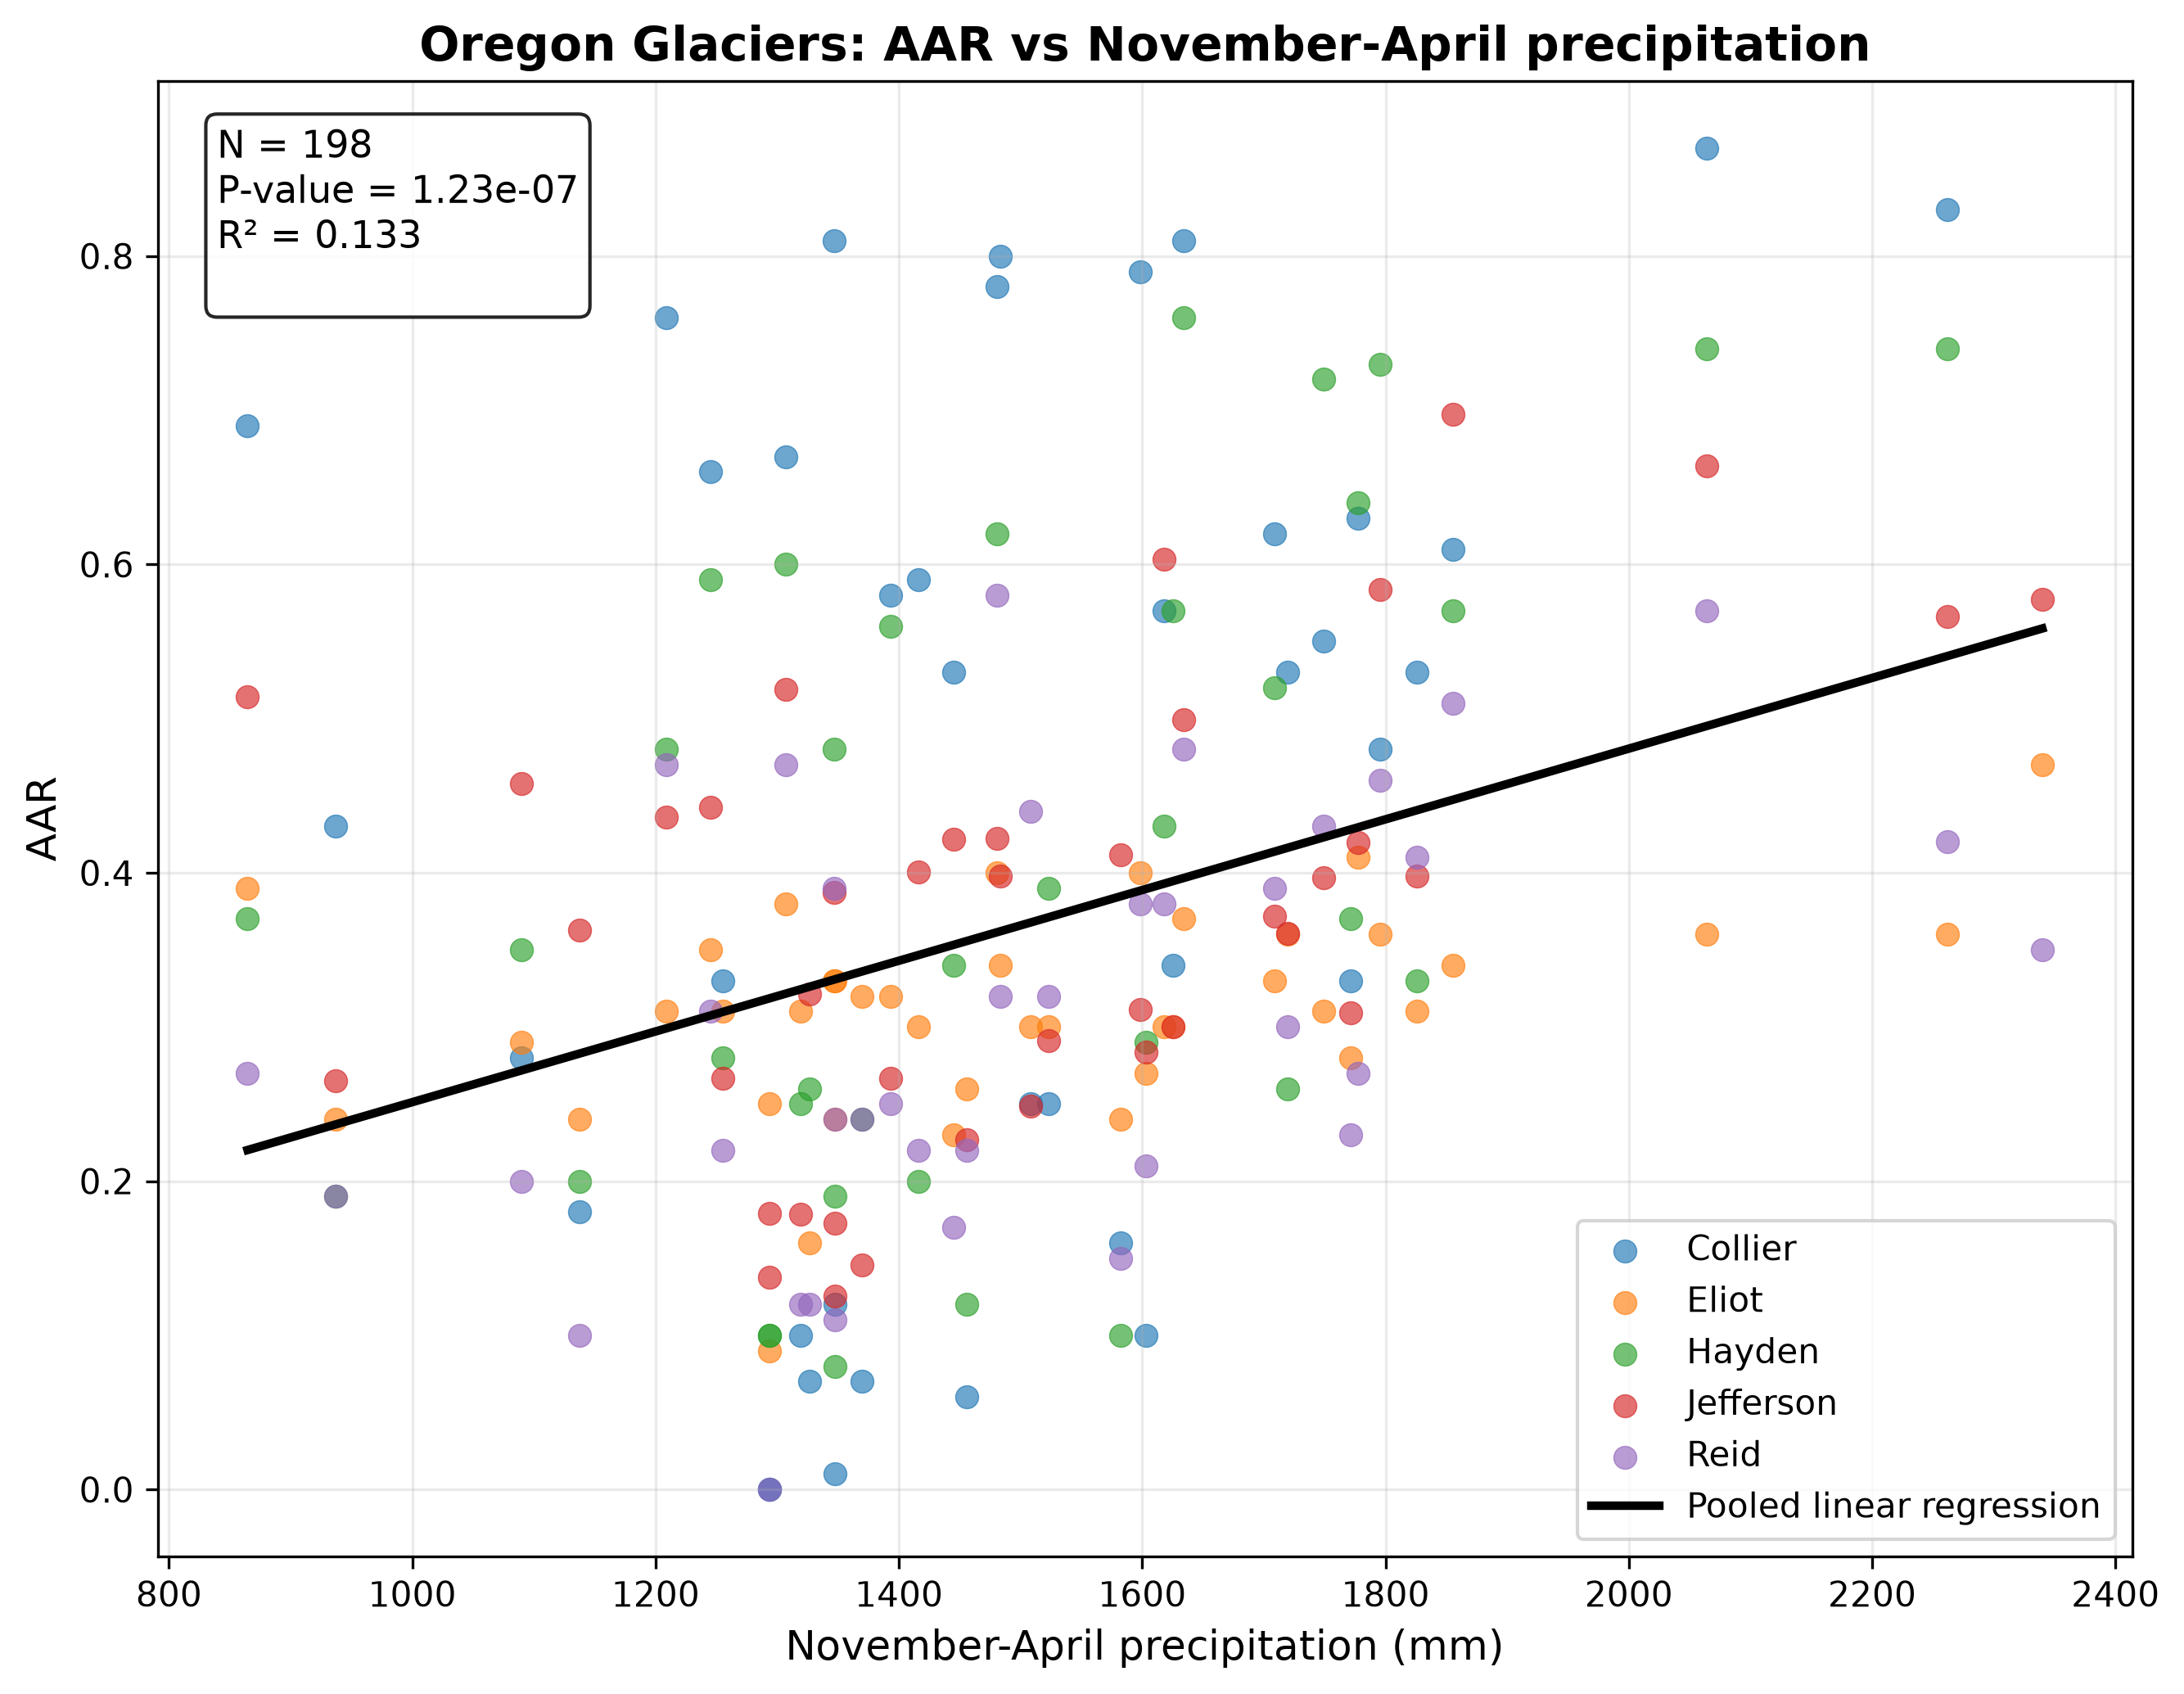 Oregon Glaciers: AAR vs November-April precipitation
N = 198
P-value = 1.23e-07
R² = 0.133
0.8
0.6
0.4
0.2
0.0
AAR
Collier
Eliot
Hayden
Jefferson
Reid
Pooled linear regression
800 1000 1200 1400 1600 1800 2000 2200 2400
November-April precipitation (mm)